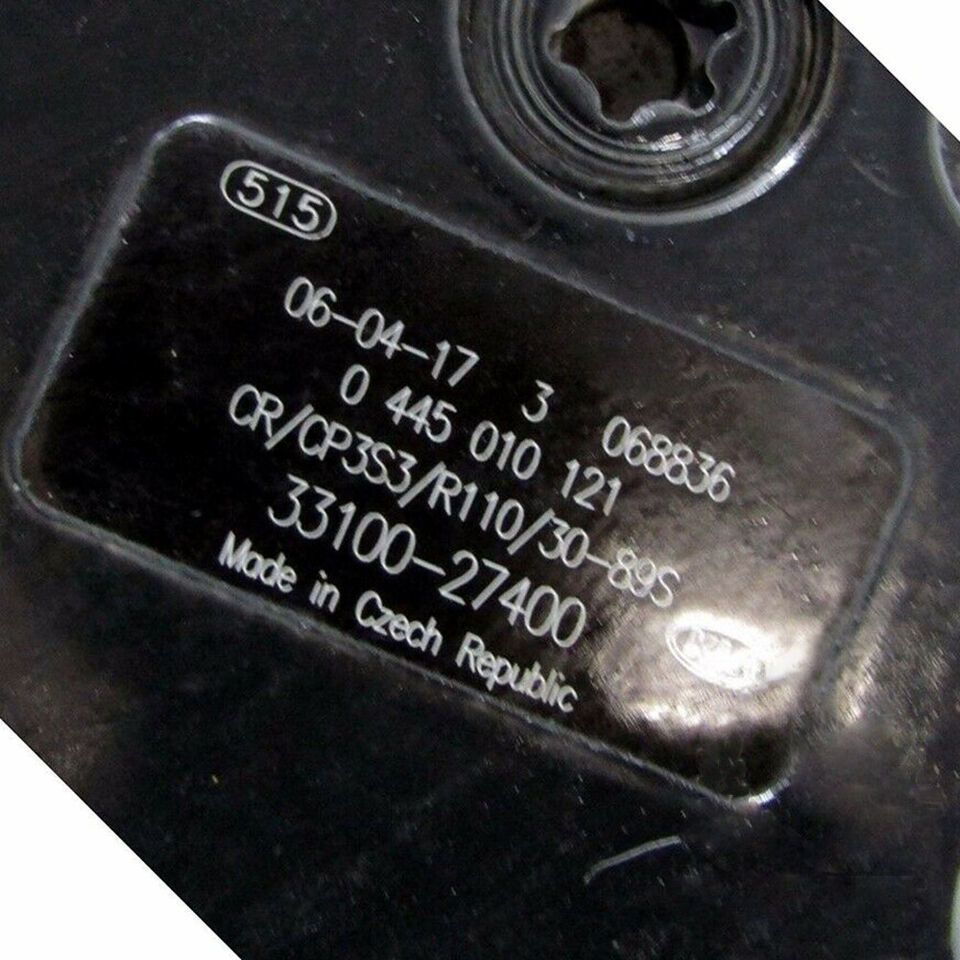 515
06-04-17 3 068836
0 445 010 121
CR/CP3S3/R110/30-89S
33100-27400
Made in Czech Republic